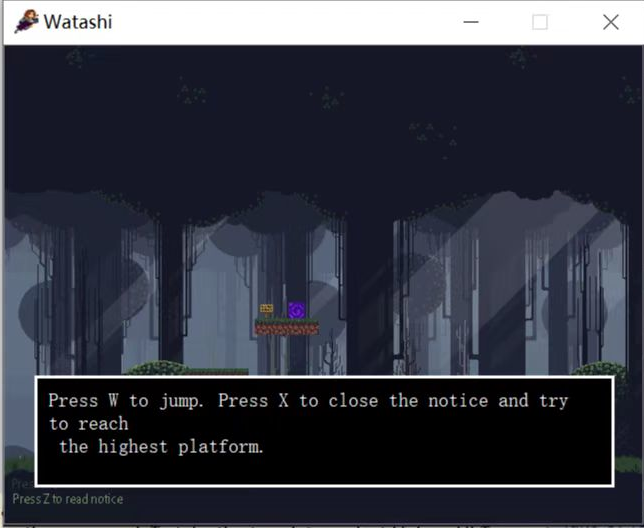 Watashi
Press W to jump. Press X to close the notice and try
to reach
the highest platform.
Press Z to read notice